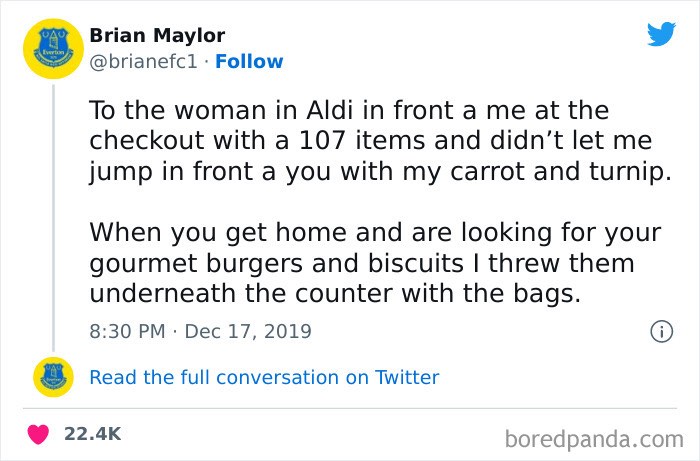 Brian Maylor
@brianefc1 · Follow
To the woman in Aldi in front a me at the
checkout with a 107 items and didn’t let me
jump in front a you with my carrot and turnip.
When you get home and are looking for your
gourmet burgers and biscuits I threw them
underneath the counter with the bags.
8:30 PM · Dec 17, 2019
Read the full conversation on Twitter
22.4K
boredpanda.com